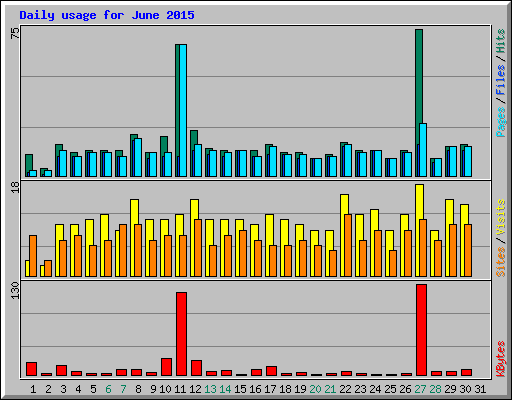 Daily usage for June 2015
75
Pages / Files / Hits
18
Sites / Visits
130
KBytes
1 2 3 4 5 6 7 8 9 10 11 12 13 14 15 16 17 18 19 20 21 22 23 24 25 26 27 28 29 30 31